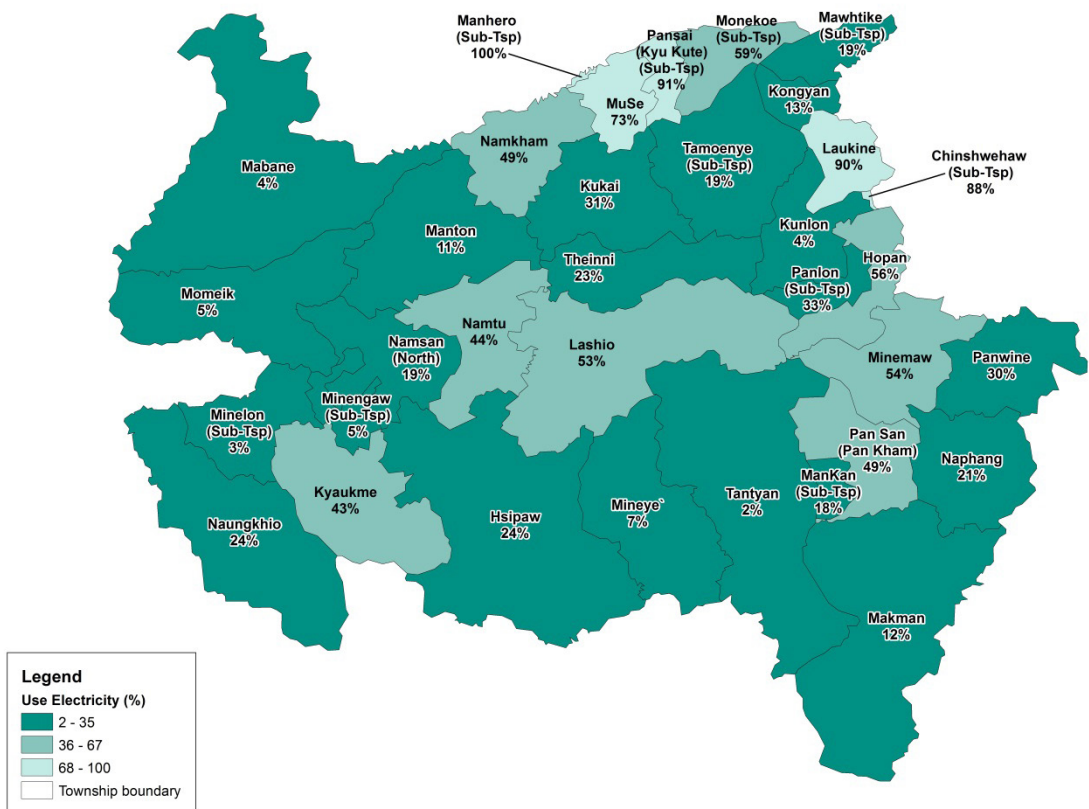 Manhero
(Sub-Tsp)
100%
Pansai
(Kyu Kute)
(Sub-Tsp)
91%
Monekoe
(Sub-Tsp)
59%
Mawhtike
(Sub-Tsp)
19%
Kongyan
13%
MuSe
73%
Namkham
49%
Tamoenye
(Sub-Tsp)
19%
Laukine
90%
Chinshwehaw
(Sub-Tsp)
88%
Mabane
4%
Kukai
31%
Manton
11%
Kunlon
4%
Theinni
23%
Hopan
56%
Panlon
(Sub-Tsp)
33%
Momeik
5%
Namtu
44%
Namsan
(North)
19%
Lashio
53%
Minemaw
54%
Panwine
30%
Minengaw
(Sub-Tsp)
5%
Minelon
(Sub-Tsp)
3%
Pan San
(Pan Kham)
49%
Naphang
21%
ManKan
(Sub-Tsp)
18%
Kyaukme
43%
Naungkhio
24%
Hsipaw
24%
Mineye`
7%
Tantyan
2%
Makman
12%
Legend
Use Electricity (%)
2 - 35
36 - 67
68 - 100
Township boundary